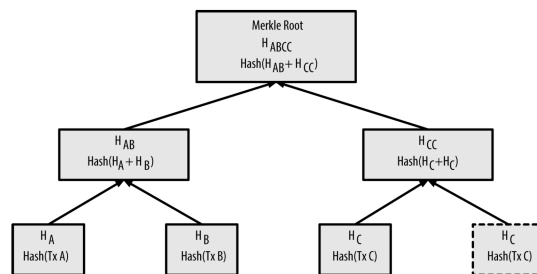 Merkle Root
H ABCC
Hash(H AB + H CC)
H AB
Hash(H A + H B)
H CC
Hash(H C+H C)
H A
Hash(Tx A)
H B
Hash(Tx B)
H C
Hash(Tx C)
H C
Hash(Tx C)